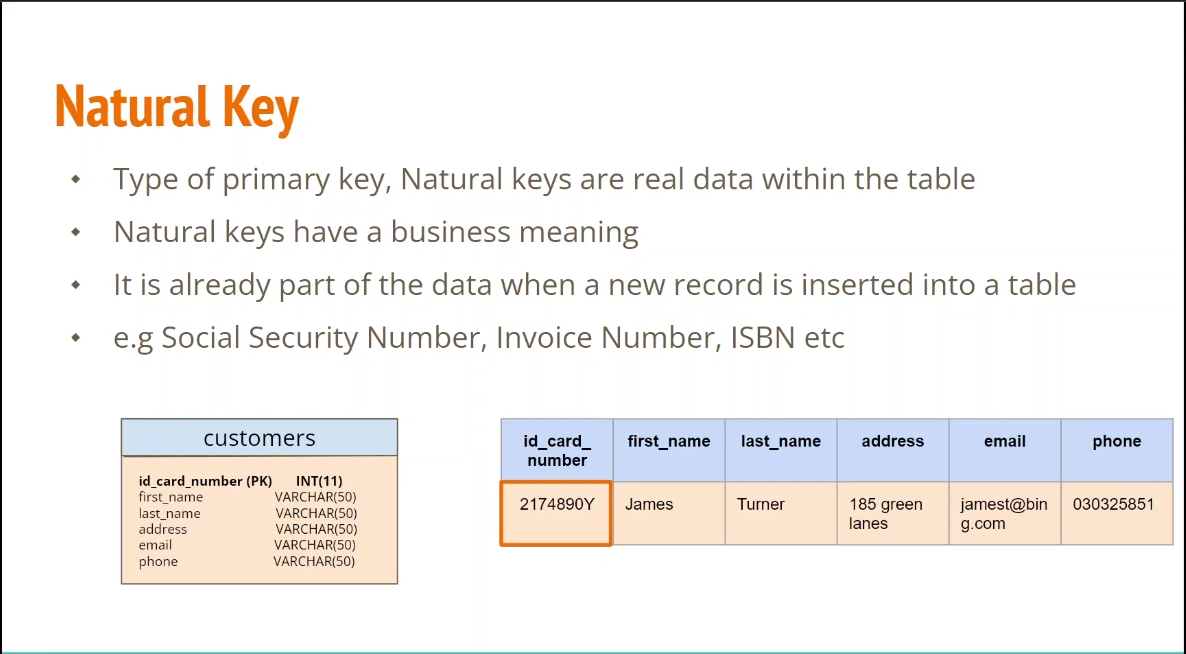 Natural Key
Type of primary key, Natural keys are real data within the table
Natural keys have a business meaning
It is already part of the data when a new record is inserted into a table
e.g Social Security Number, Invoice Number, ISBN etc
customers
id_card_number (PK) INT(11)
first_name VARCHAR(50)
last_name VARCHAR(50)
address VARCHAR(50)
email VARCHAR(50)
phone VARCHAR(50)
id_card_ first_name last_name address email phone
number
2174890Y James Turner 185 green jamest@bin 030325851
lanes g.com